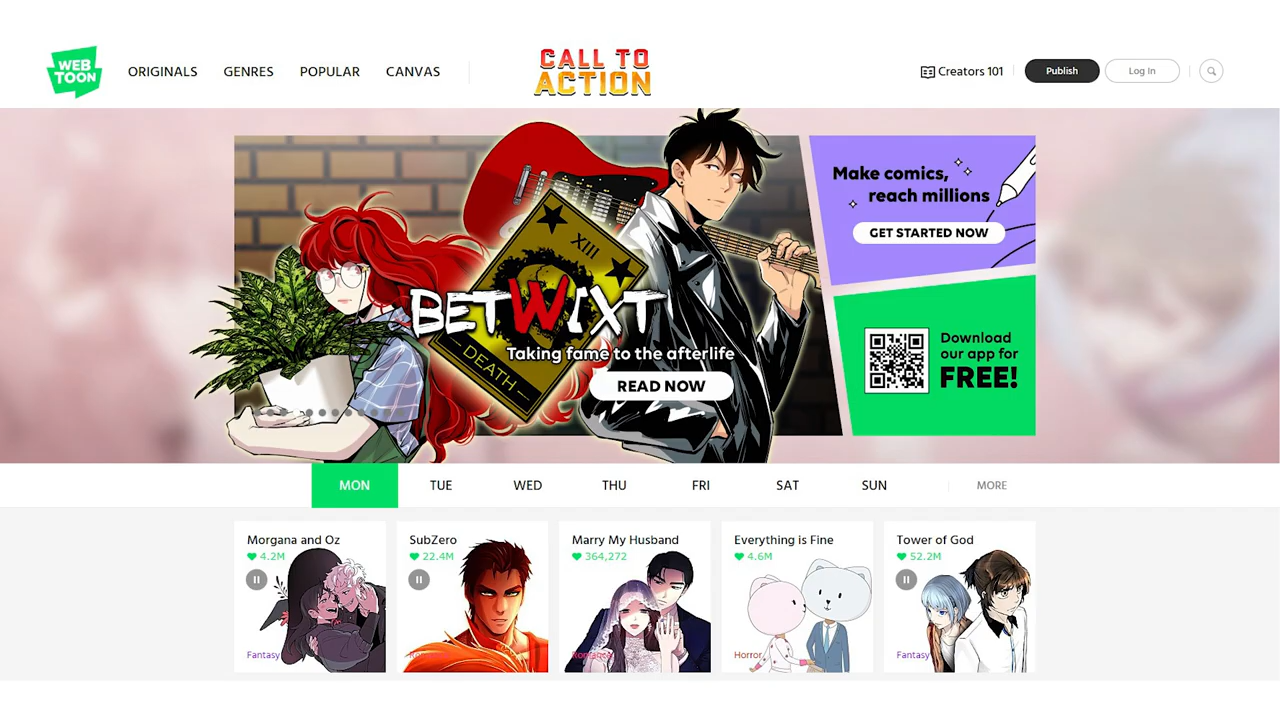 WEB
TOON
ORIGINALS
GENRES
POPULAR
CANVAS
CALL TO
ACTION
Creators 101
Publish
Log In
XIII
BETWIXT
Taking fame to the afterlife
DEATH
READ NOW
Make comics,
reach millions
GET STARTED NOW
Download
our app for
FREE!
MON
TUE
WED
THU
FRI
SAT
SUN
MORE
Morgana and Oz
4.2M
Fantasy
SubZero
22.4M
Marry My Husband
364,272
Romance
Everything is Fine
4.6M
Horror
Tower of God
52.2M
Fantasy